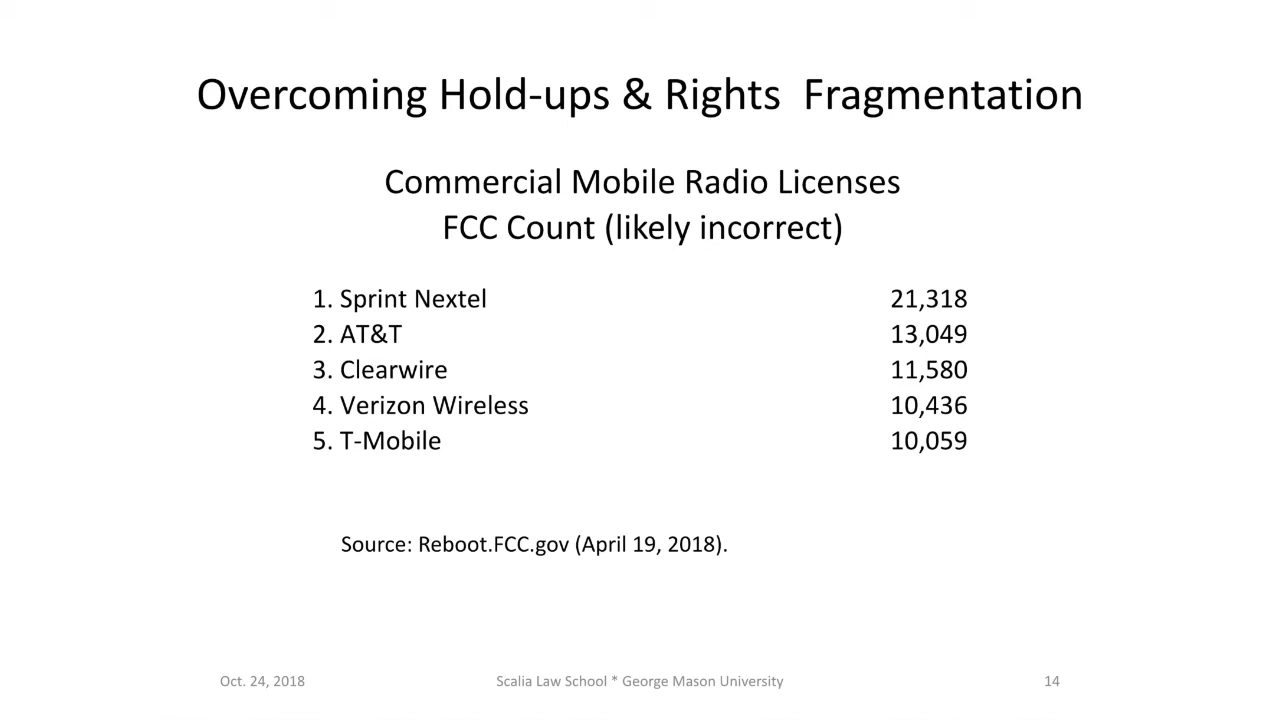 Overcoming Hold-ups & Rights Fragmentation
Commercial Mobile Radio Licenses
FCC Count (likely incorrect)
1. Sprint Nextel 21,318
2. AT&T 13,049
3. Clearwire 11,580
4. Verizon Wireless 10,436
5. T-Mobile 10,059
Source: Reboot.FCC.gov (April 19, 2018).
Oct. 24, 2018 Scalia Law School * George Mason University 14